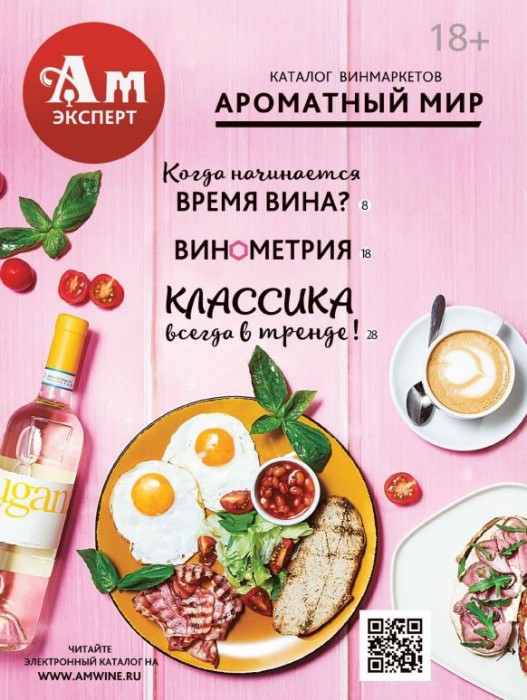 Ам
ЭКСПЕРТ
18+
КАТАЛОГ ВИНМАРКЕТОВ
АРОМАТНЫЙ МИР
Когда начинается
ВРЕМЯ ВИНА? 8
ВИНОМЕТРИЯ 18
КЛАССИКА
всегда в тренде! 28
ugan
ЧИТАЙТЕ
ЭЛЕКТРОННЫЙ КАТАЛОГ НА
WWW.AMWINE.RU